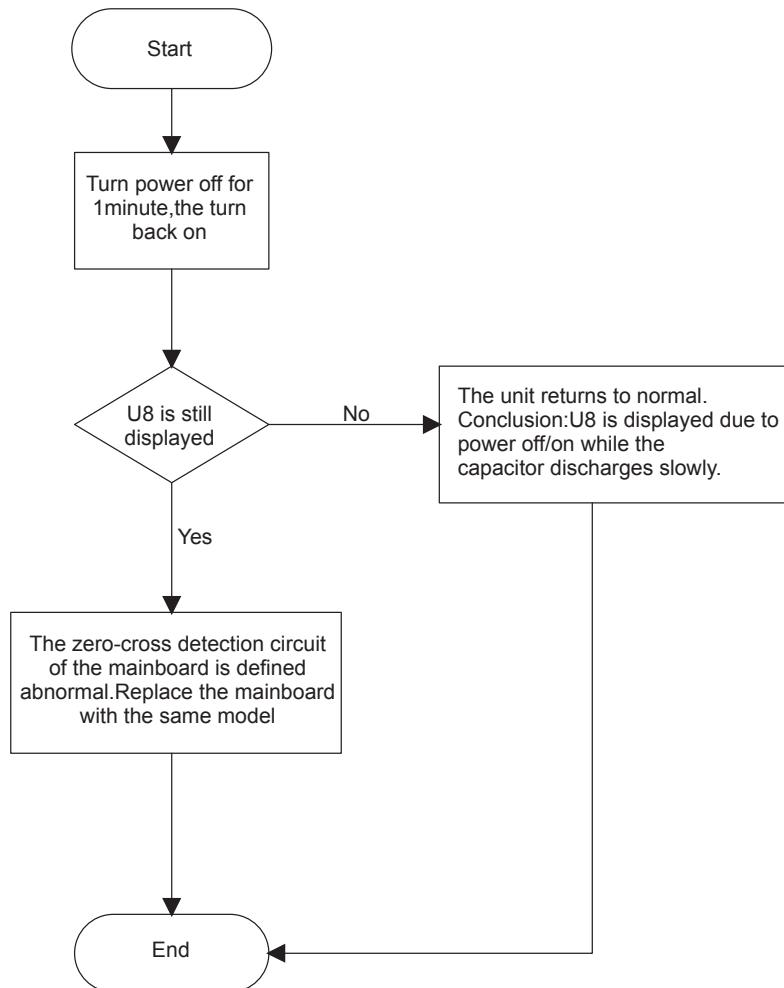 Start
Turn power off for
1minute,the turn
back on
U8 is still
displayed
No
The unit returns to normal.
Conclusion:U8 is displayed due to
power off/on while the
capacitor discharges slowly.
Yes
The zero-cross detection circuit
of the mainboard is defined
abnormal.Replace the mainboard
with the same model
End